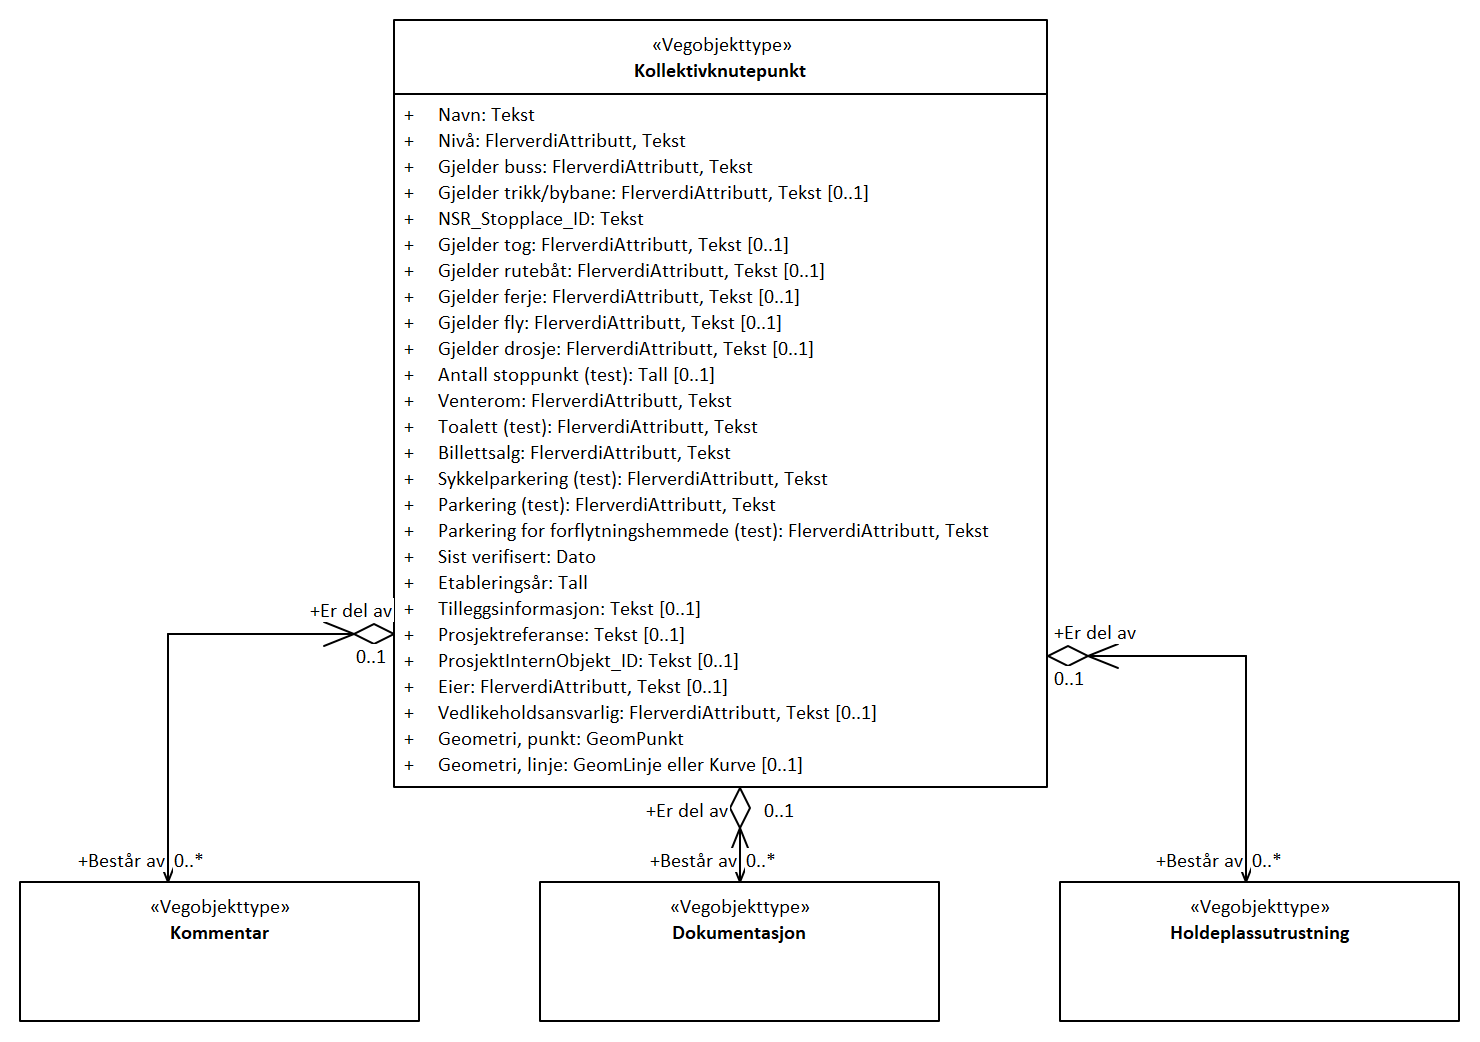 «Vegobjekttype»
Kollektivknutepunkt
+ Navn: Tekst
+ Nivå: FlerverdiAttributt, Tekst
+ Gjelder buss: FlerverdiAttributt, Tekst
+ Gjelder trikk/bybane: FlerverdiAttributt, Tekst [0..1]
+ NSR_Stopplace_ID: Tekst
+ Gjelder tog: FlerverdiAttributt, Tekst [0..1]
+ Gjelder rutebåt: FlerverdiAttributt, Tekst [0..1]
+ Gjelder ferje: FlerverdiAttributt, Tekst [0..1]
+ Gjelder fly: FlerverdiAttributt, Tekst [0..1]
+ Gjelder drosje: FlerverdiAttributt, Tekst [0..1]
+ Antall stoppunkt (test): Tall [0..1]
+ Venterom: FlerverdiAttributt, Tekst
+ Toalett (test): FlerverdiAttributt, Tekst
+ Billettsalg: FlerverdiAttributt, Tekst
+ Sykkelparkering (test): FlerverdiAttributt, Tekst
+ Parkering (test): FlerverdiAttributt, Tekst
+ Parkering for forflytningshemmede (test): FlerverdiAttributt, Tekst
+ Sist verifisert: Dato
+ Etableringsår: Tall
+ Tilleggsinformasjon: Tekst [0..1]
+ Prosjektreferanse: Tekst [0..1]
+ ProsjektInternObjekt_ID: Tekst [0..1]
+ Eier: FlerverdiAttributt, Tekst [0..1]
+ Vedlikeholdsansvarlig: FlerverdiAttributt, Tekst [0..1]
+ Geometri, punkt: GeomPunkt
+ Geometri, linje: GeomLinje eller Kurve [0..1]
+Er del av
0..1
+Er del av
0..1
+Er del av 0..1
+Består av 0..*
+Består av 0..*
+Består av 0..*
«Vegobjekttype»
Kommentar
«Vegobjekttype»
Dokumentasjon
«Vegobjekttype»
Holdeplassutrustning